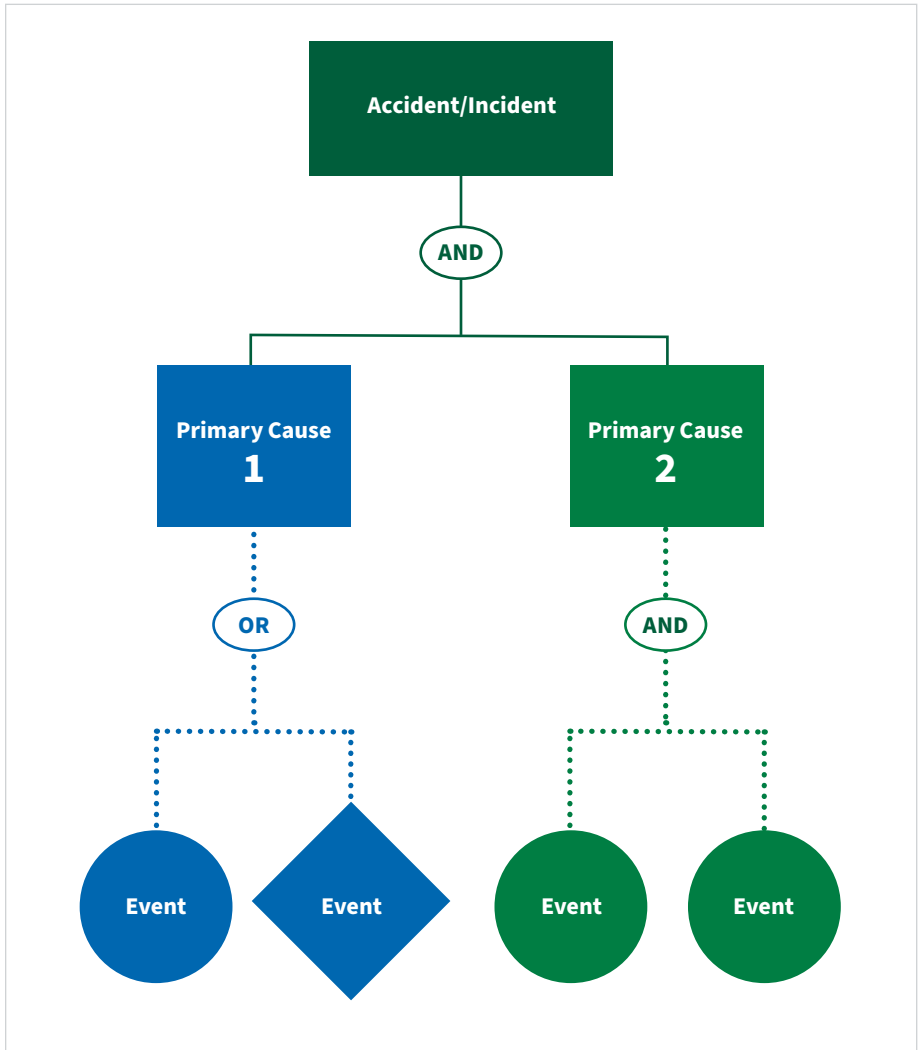 Accident/Incident
AND
Primary Cause
1
Primary Cause
2
OR
AND
Event
Event
Event
Event